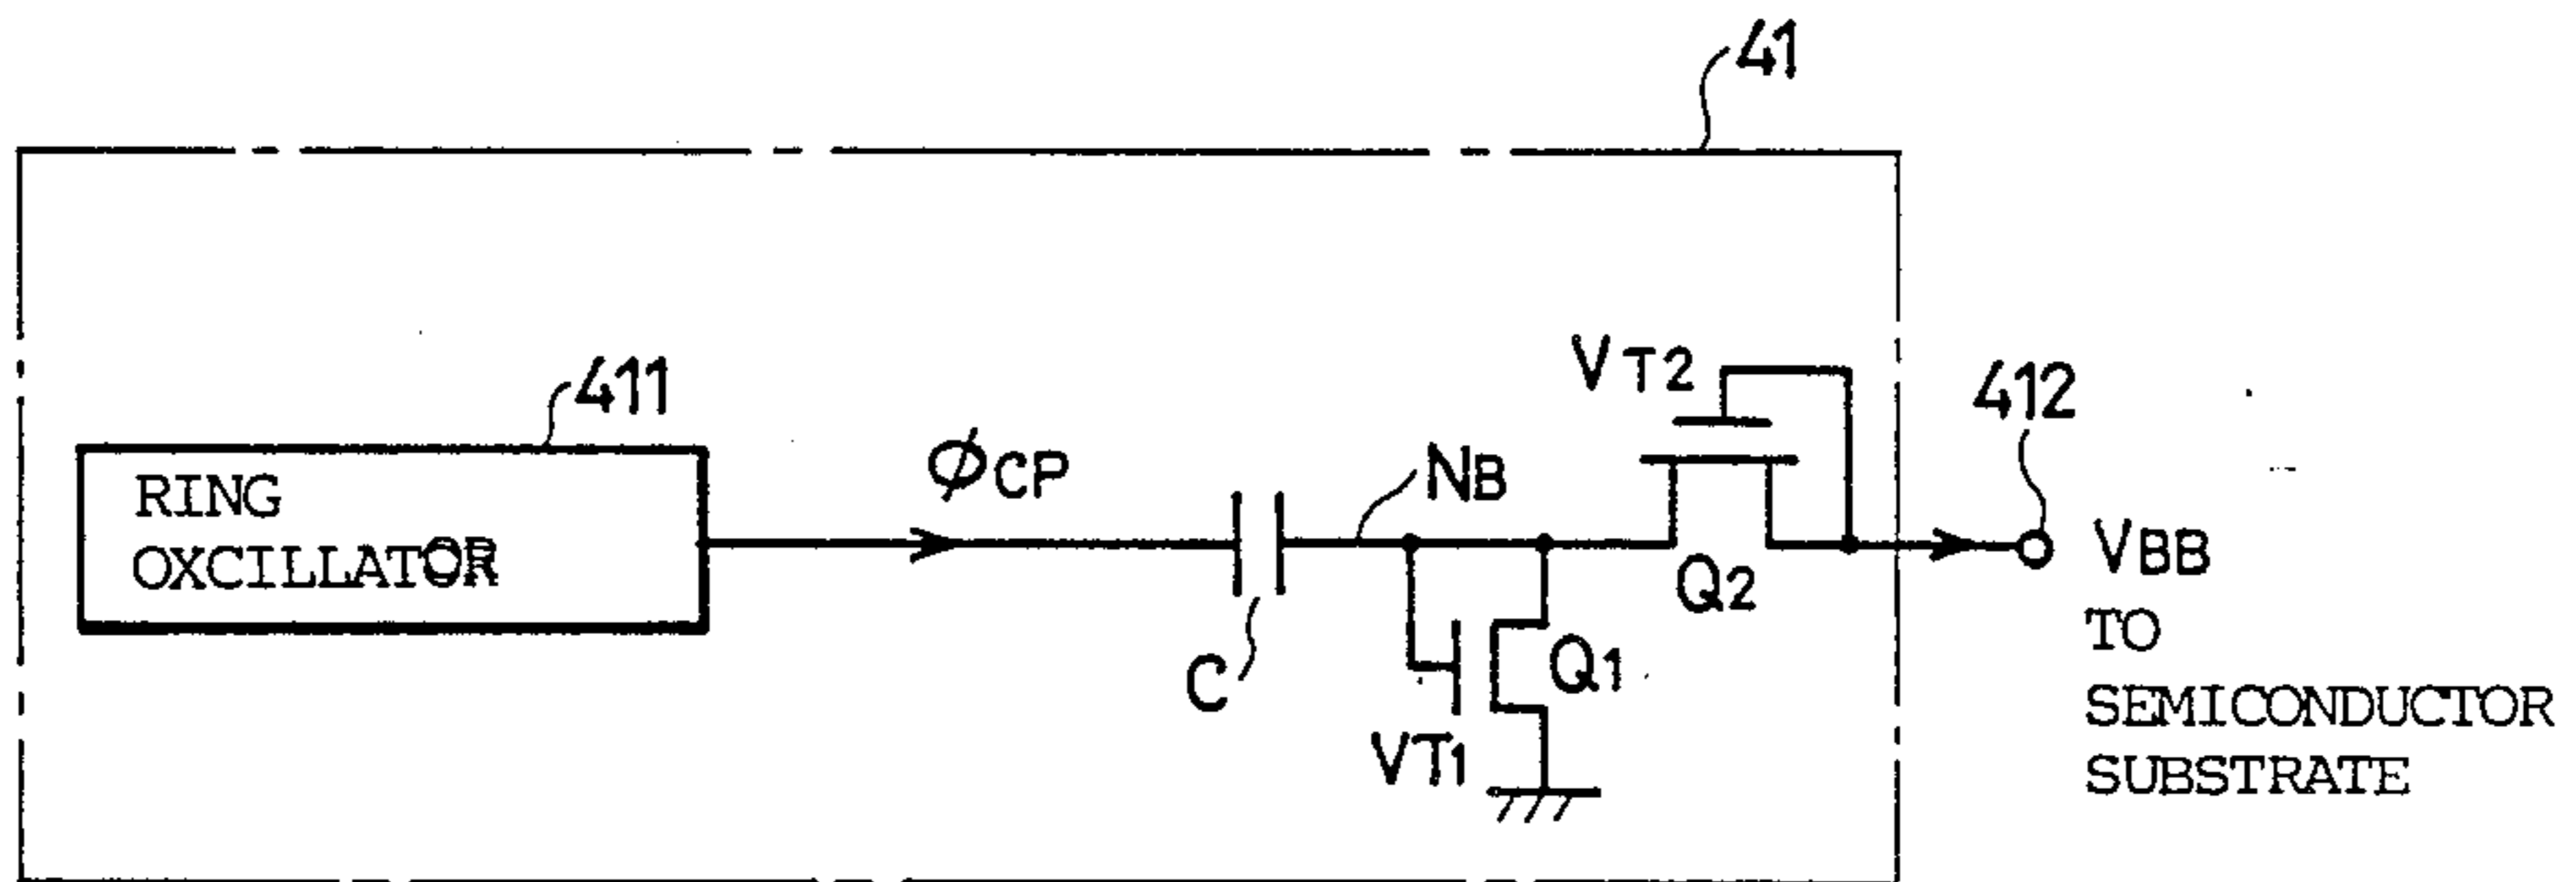 41
411
RING
OXCILLATOR
ϕCP
C
NB
VT1
Q1
VT2
Q2
412
VBB
TO
SEMICONDUCTOR
SUBSTRATE